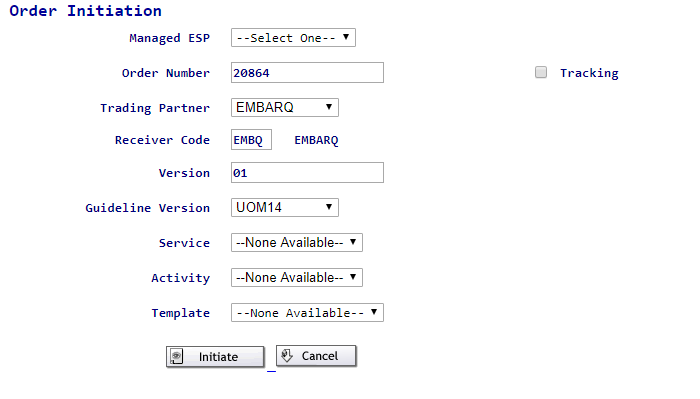 Order Initiation
Managed ESP --Select One--
Order Number 20864 Tracking
Trading Partner EMBARQ
Receiver Code EMBQ EMBARQ
Version 01
Guideline Version UOM14
Service --None Available--
Activity --None Available--
Template --None Available--
Initiate Cancel